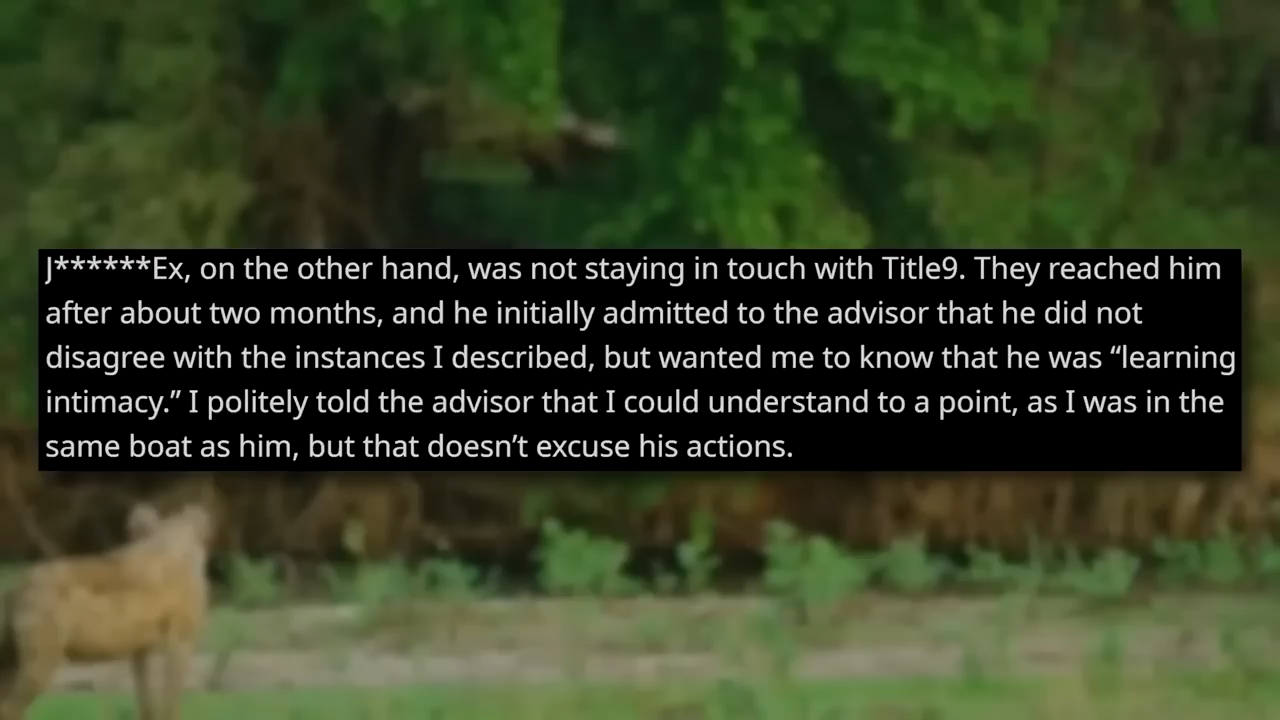 J******Ex, on the other hand, was not staying in touch with Title9. They reached him
after about two months, and he initially admitted to the advisor that he did not
disagree with the instances I described, but wanted me to know that he was “learning
intimacy.” I politely told the advisor that I could understand to a point, as I was in the
same boat as him, but that doesn’t excuse his actions.